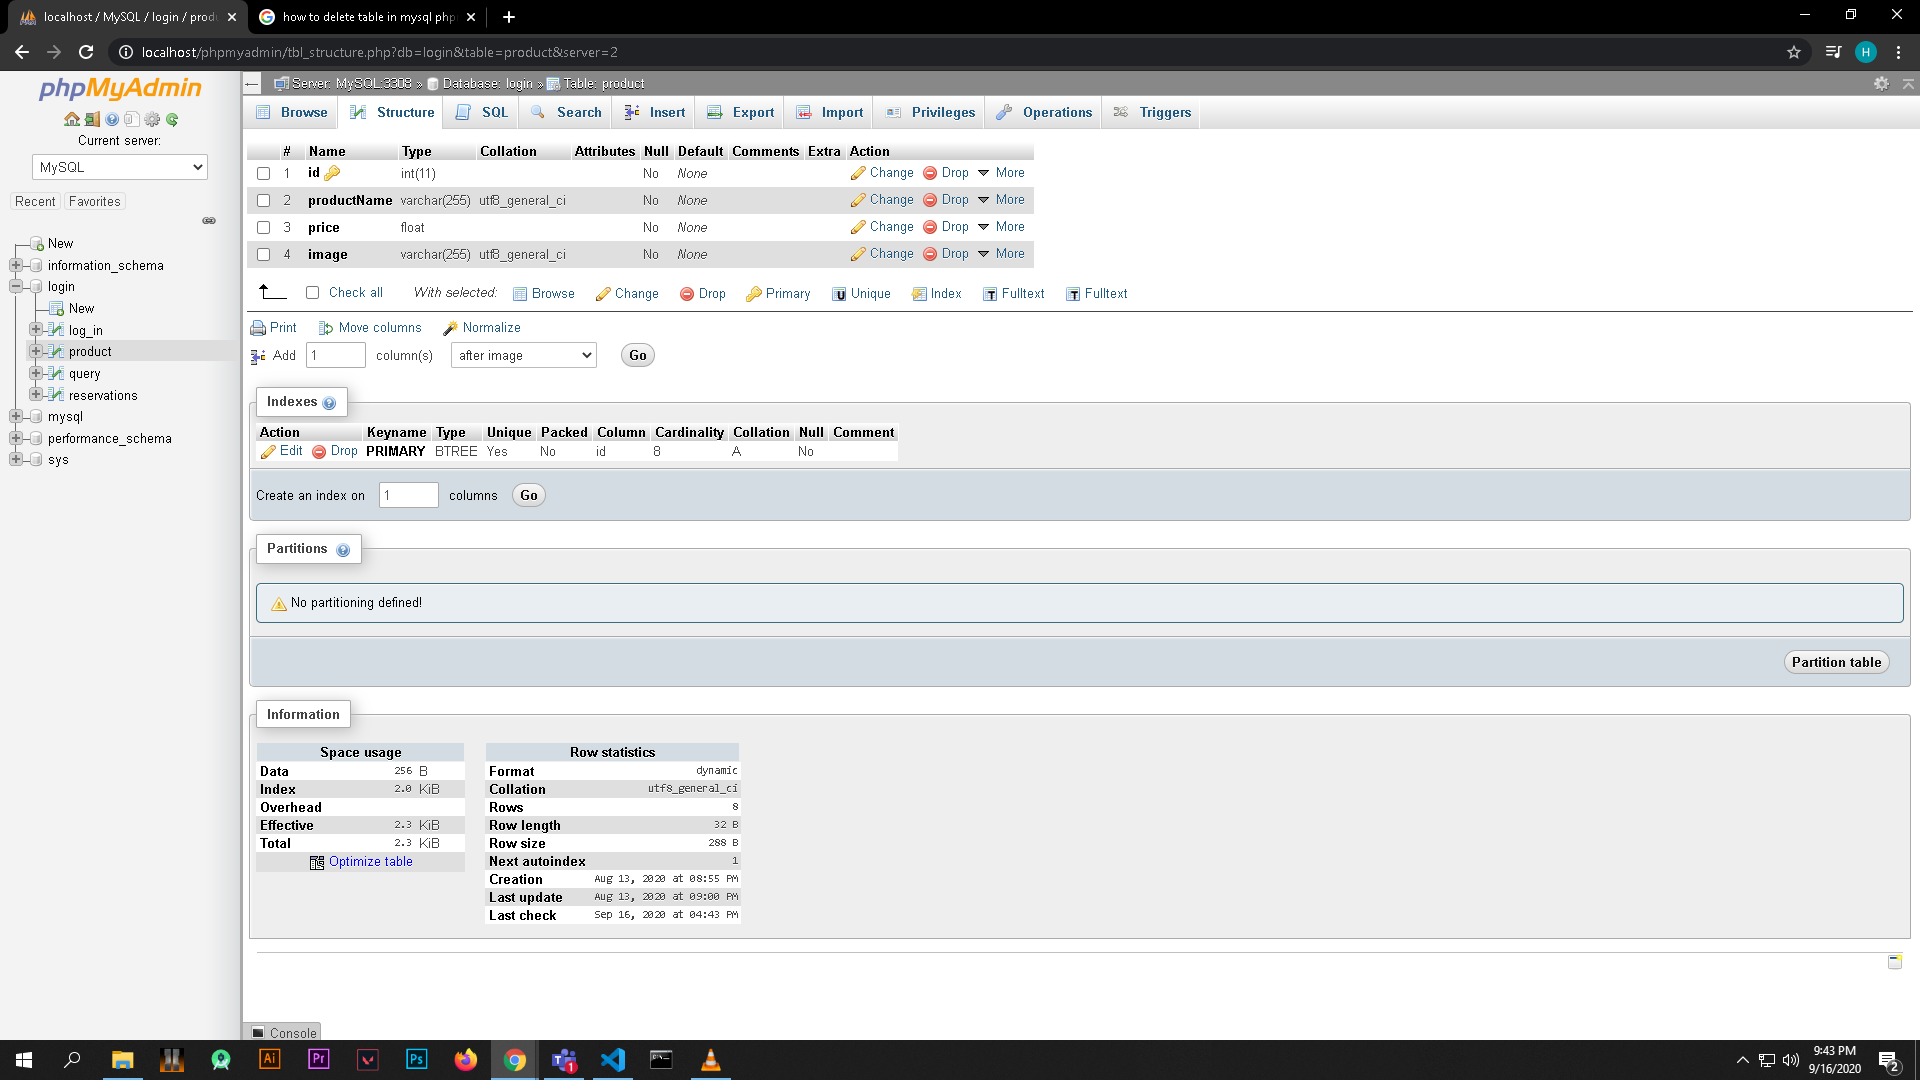 localhost / MySQL / login / prod
how to delete table in mysql php
localhost/phpmyadmin/tbl_structure.php?db=login&table=product&server=2
H
phpMyAdmin
Current server:
MySQL
Recent Favorites
New
information_schema
login
New
log_in
product
query
reservations
mysql
performance_schema
sys
Server: MySQL:3308 » Database: login » Table: product
Browse Structure SQL Search Insert Export Import Privileges Operations Triggers
# Name Type Collation Attributes Null Default Comments Extra Action
1 id int(11) No None Change Drop More
2 productName varchar(255) utf8_general_ci No None Change Drop More
3 price float No None Change Drop More
4 image varchar(255) utf8_general_ci No None Change Drop More
Check all With selected: Browse Change Drop Primary Unique Index Fulltext Fulltext
Print Move columns Normalize
Add 1 column(s) after image Go
Indexes
Action Keyname Type Unique Packed Column Cardinality Collation Null Comment
Edit Drop PRIMARY BTREE Yes No id 8 A No
Create an index on 1 columns Go
Partitions
No partitioning defined!
Partition table
Information
Space usage
Data 256 B
Index 2.0 KiB
Overhead
Effective 2.3 KiB
Total 2.3 KiB
Optimize table
Row statistics
Format dynamic
Collation utf8_general_ci
Rows 8
Row length 32 B
Row size 288 B
Next autoindex 1
Creation Aug 13, 2020 at 08:55 PM
Last update Aug 13, 2020 at 09:00 PM
Last check Sep 16, 2020 at 04:43 PM
Console
Ai Pr Ps 1
9:43 PM
9/16/2020
2